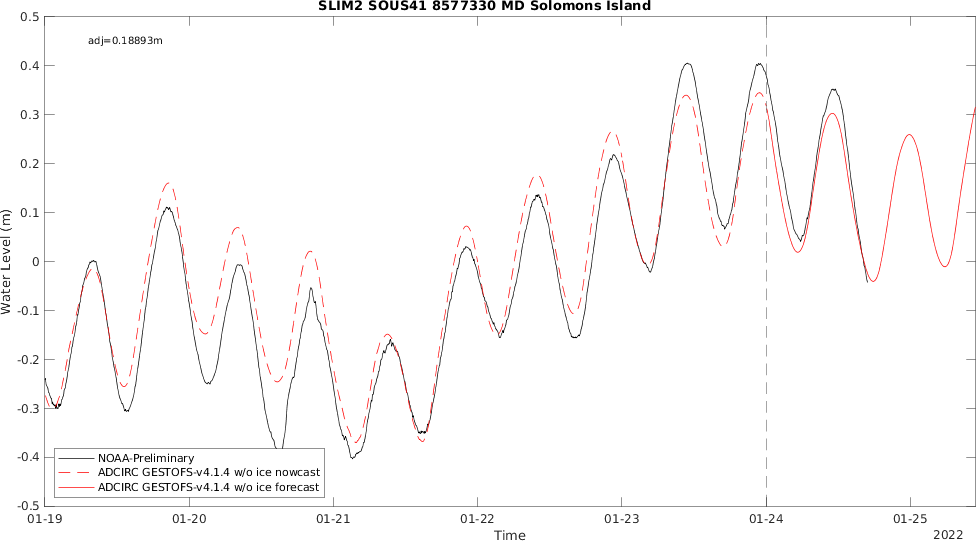 SLIM2 SOUS41 8577330 MD Solomons Island
0.5
adj=0.18893m
0.4
0.3
0.2
0.1
0
-0.1
-0.2
-0.3
-0.4
-0.5
Water Level (m)
NOAA-Preliminary
ADCIRC GESTOFS-v4.1.4 w/o ice nowcast
ADCIRC GESTOFS-v4.1.4 w/o ice forecast
01-19 01-20 01-21 01-22 01-23 01-24 01-25
Time
2022